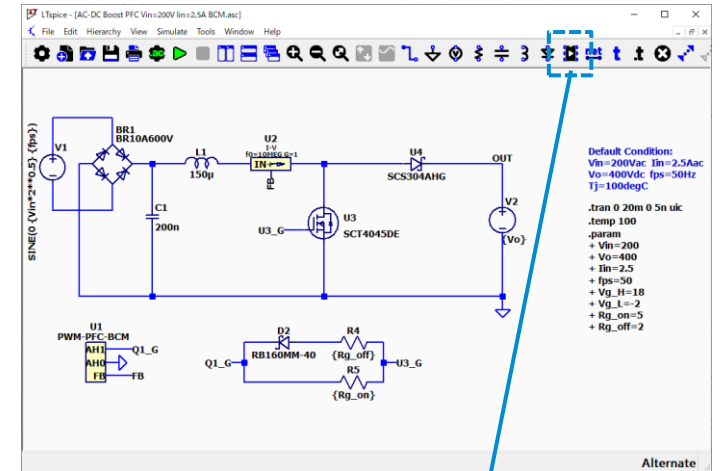 LTspice - [AC-DC Boost PFC Vin=200V Iin=2.5A BCM.asc]
File Edit Hierarchy View Simulate Tools Window Help
net t .t
SINE(0 {Vin*2**0.5} {fps})
V1
BR1
BR10A600V
L1
150μ
U2
I-V
f0=10MEG G=1
IN
FB
C1
200n
U3_G
U3
SCT4045DE
U4
SCS304AHG
OUT
V2
{Vo}
Default Condition:
Vin=200Vac Iin=2.5Aac
Vo=400Vdc fps=50Hz
Tj=100degC
.tran 0 20m 0 5n uic
.temp 100
.param
+ Vin=200
+ Vo=400
+ Iin=2.5
+ fps=50
+ Vg_H=18
+ Vg_L=-2
+ Rg_on=5
+ Rg_off=2
U1
PWM-PFC-BCM
AH1
Q1_G
AH0
FB
FB
Q1_G
D2
RB160MM-40
R4
{Rg_off}
R5
{Rg_on}
U3_G
Alternate